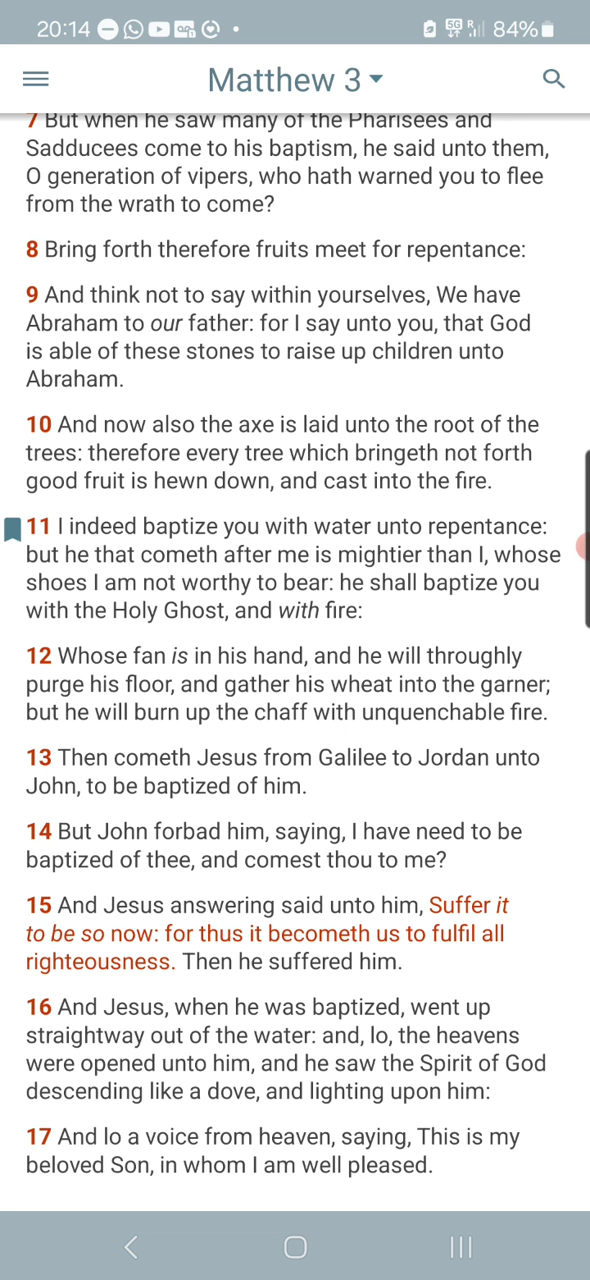 20:14
5G R 84%
Matthew 3
7 But when he saw many of the Pharisees and
Sadducees come to his baptism, he said unto them,
O generation of vipers, who hath warned you to flee
from the wrath to come?
8 Bring forth therefore fruits meet for repentance:
9 And think not to say within yourselves, We have
Abraham to our father: for I say unto you, that God
is able of these stones to raise up children unto
Abraham.
10 And now also the axe is laid unto the root of the
trees: therefore every tree which bringeth not forth
good fruit is hewn down, and cast into the fire.
11 I indeed baptize you with water unto repentance:
but he that cometh after me is mightier than I, whose
shoes I am not worthy to bear: he shall baptize you
with the Holy Ghost, and with fire:
12 Whose fan is in his hand, and he will throughly
purge his floor, and gather his wheat into the garner;
but he will burn up the chaff with unquenchable fire.
13 Then cometh Jesus from Galilee to Jordan unto
John, to be baptized of him.
14 But John forbad him, saying, I have need to be
baptized of thee, and comest thou to me?
15 And Jesus answering said unto him, Suffer it
to be so now: for thus it becometh us to fulfil all
righteousness. Then he suffered him.
16 And Jesus, when he was baptized, went up
straightway out of the water: and, lo, the heavens
were opened unto him, and he saw the Spirit of God
descending like a dove, and lighting upon him:
17 And lo a voice from heaven, saying, This is my
beloved Son, in whom I am well pleased.